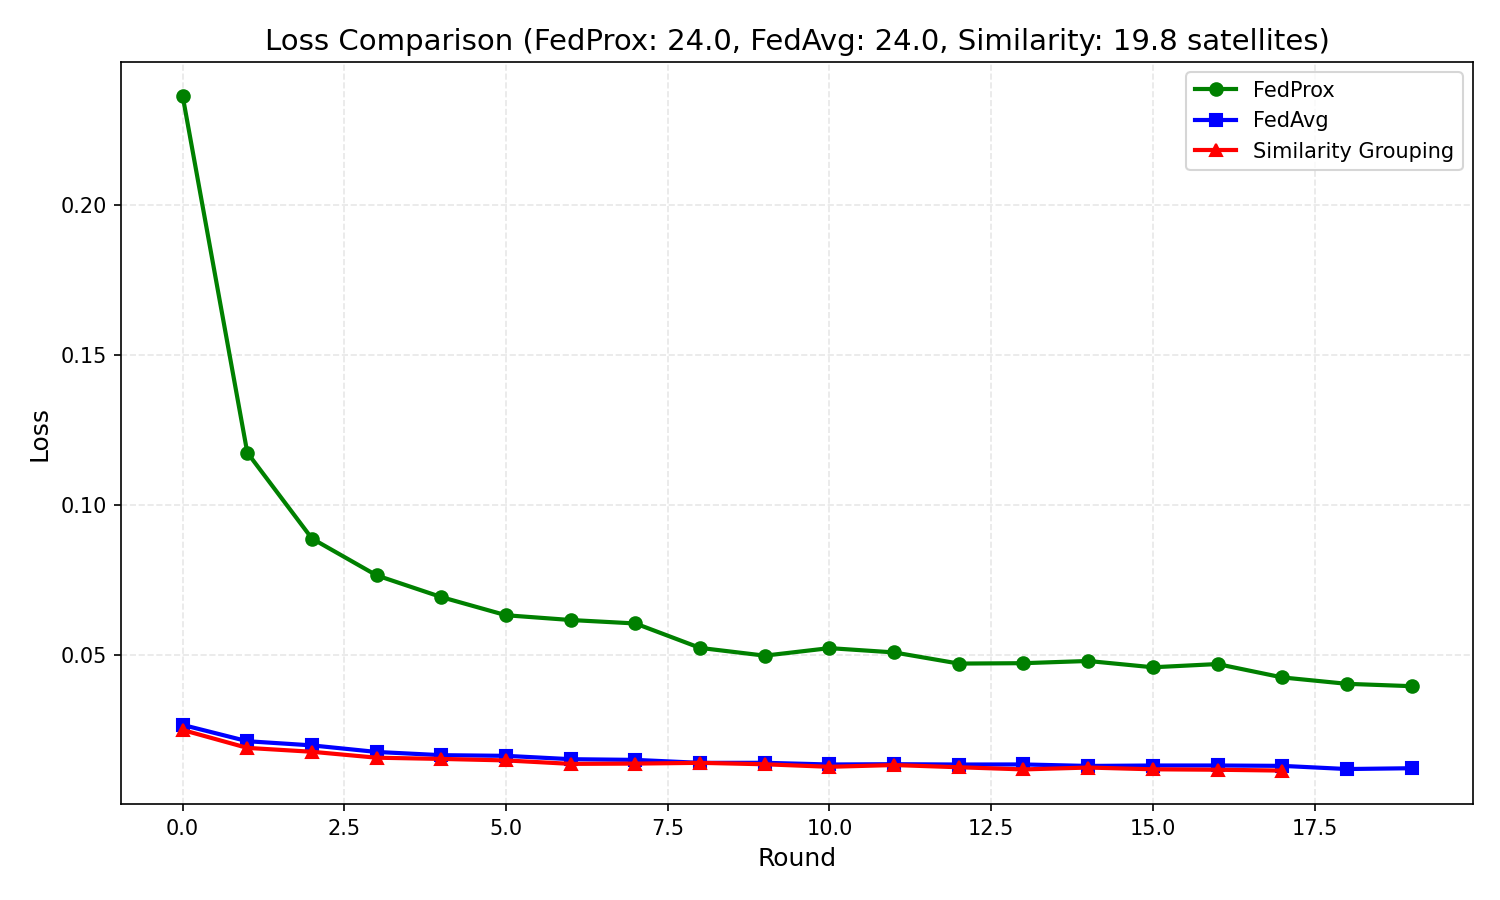 Loss Comparison (FedProx: 24.0, FedAvg: 24.0, Similarity: 19.8 satellites)
FedProx
FedAvg
Similarity Grouping
Loss
0.20
0.15
0.10
0.05
0.0 2.5 5.0 7.5 10.0 12.5 15.0 17.5
Round